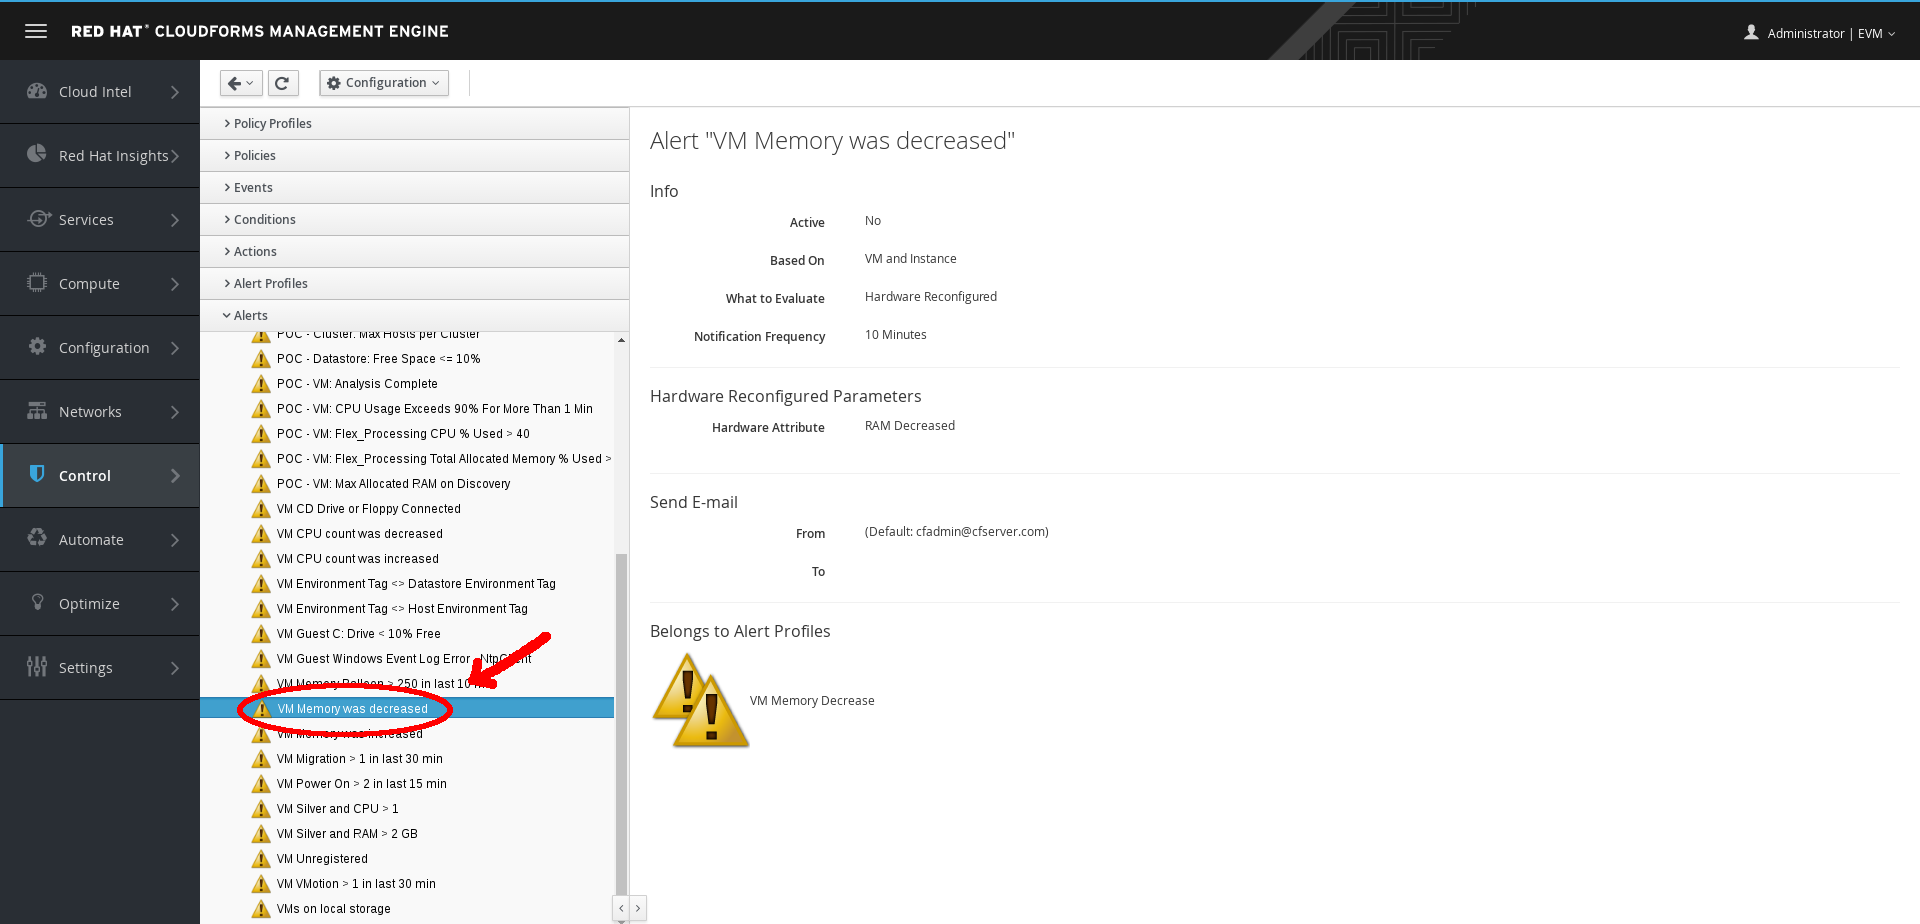 RED HAT® CLOUDFORMS MANAGEMENT ENGINE
Administrator | EVM
Cloud Intel
Red Hat Insights
Services
Compute
Configuration
Networks
Control
Automate
Optimize
Settings
Configuration
Policy Profiles
Policies
Events
Conditions
Actions
Alert Profiles
Alerts
POC - Cluster: Max Hosts per Cluster
POC - Datastore: Free Space <= 10%
POC - VM: Analysis Complete
POC - VM: CPU Usage Exceeds 90% For More Than 1 Min
POC - VM: Flex_Processing CPU % Used > 40
POC - VM: Flex_Processing Total Allocated Memory % Used >
POC - VM: Max Allocated RAM on Discovery
VM CD Drive or Floppy Connected
VM CPU count was decreased
VM CPU count was increased
VM Environment Tag <> Datastore Environment Tag
VM Environment Tag <> Host Environment Tag
VM Guest C: Drive < 10% Free
VM Guest Windows Event Log Error - NtpClient
VM Memory Balloon > 250 in last 10
VM Memory was decreased
VM Memory was increased
VM Migration > 1 in last 30 min
VM Power On > 2 in last 15 min
VM Silver and CPU > 1
VM Silver and RAM > 2 GB
VM Unregistered
VM VMotion > 1 in last 30 min
VMs on local storage
Alert "VM Memory was decreased"
Info
Active No
Based On VM and Instance
What to Evaluate Hardware Reconfigured
Notification Frequency 10 Minutes
Hardware Reconfigured Parameters
Hardware Attribute RAM Decreased
Send E-mail
From (Default: cfadmin@cfserver.com)
To
Belongs to Alert Profiles
VM Memory Decrease